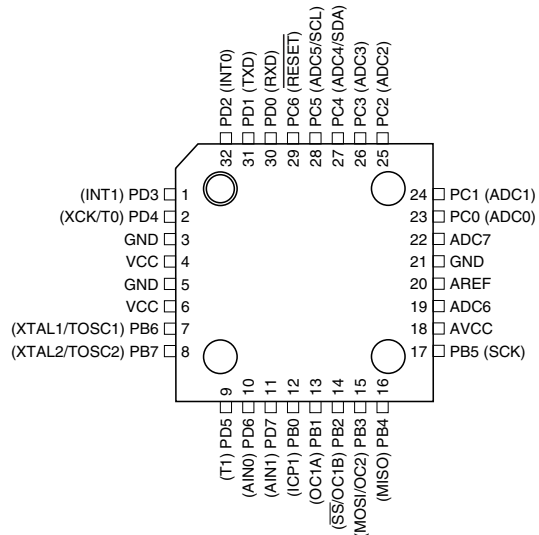 32 PD2 (INT0)
31 PD1 (TXD)
30 PD0 (RXD)
29 PC6 (RESET)
28 PC5 (ADC5/SCL)
27 PC4 (ADC4/SDA)
26 PC3 (ADC3)
25 PC2 (ADC2)
(INT1) PD3 1
(XCK/T0) PD4 2
GND 3
VCC 4
GND 5
VCC 6
(XTAL1/TOSC1) PB6 7
(XTAL2/TOSC2) PB7 8
24 PC1 (ADC1)
23 PC0 (ADC0)
22 ADC7
21 GND
20 AREF
19 ADC6
18 AVCC
17 PB5 (SCK)
(T1) PD5 9
(AIN0) PD6 10
(AIN1) PD7 11
(ICP1) PB0 12
(OC1A) PB1 13
(SS/OC1B) PB2 14
(MOSI/OC2) PB3 15
(MISO) PB4 16